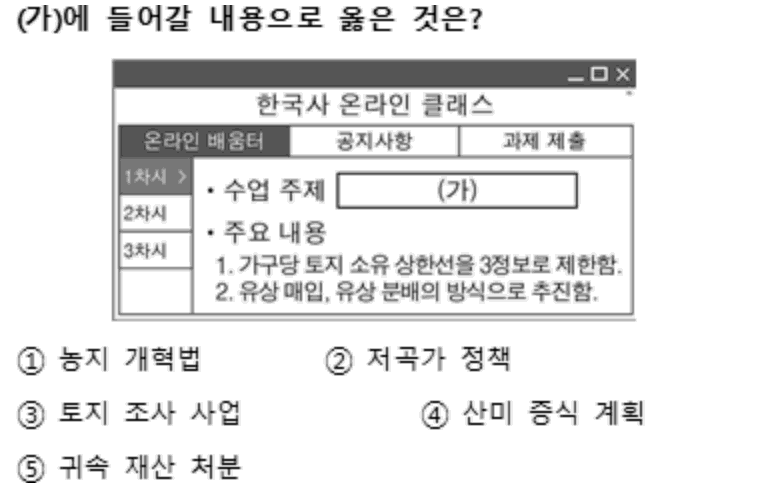 (가)에 들어갈 내용으로 옳은 것은?
한국사 온라인 클래스
온라인 배움터 공지사항 과제 제출
1차시 >
2차시
3차시
• 수업 주제 (가)
• 주요 내용
1. 가구당 토지 소유 상한선을 3정보로 제한함.
2. 유상 매입, 유상 분배의 방식으로 추진함.
① 농지 개혁법 ② 저곡가 정책
③ 토지 조사 사업 ④ 산미 증식 계획
⑤ 귀속 재산 처분